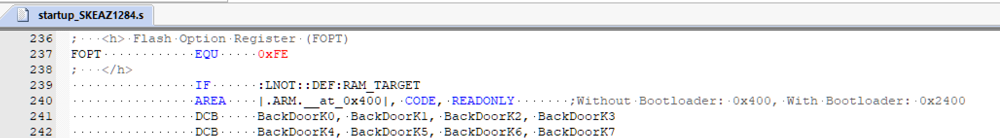 startup_SKEAZ1284.s
236 ;   <h> Flash Option Register (FOPT)
237 FOPT            EQU     0xFE
238 ;   </h>
239                 IF      :LNOT::DEF:RAM_TARGET
240                 AREA    |.ARM.__at_0x400|, CODE, READONLY       ;Without Bootloader: 0x400, With Bootloader: 0x2400
241                 DCB     BackDoorK0, BackDoorK1, BackDoorK2, BackDoorK3
242                 DCB     BackDoorK4, BackDoorK5, BackDoorK6, BackDoorK7